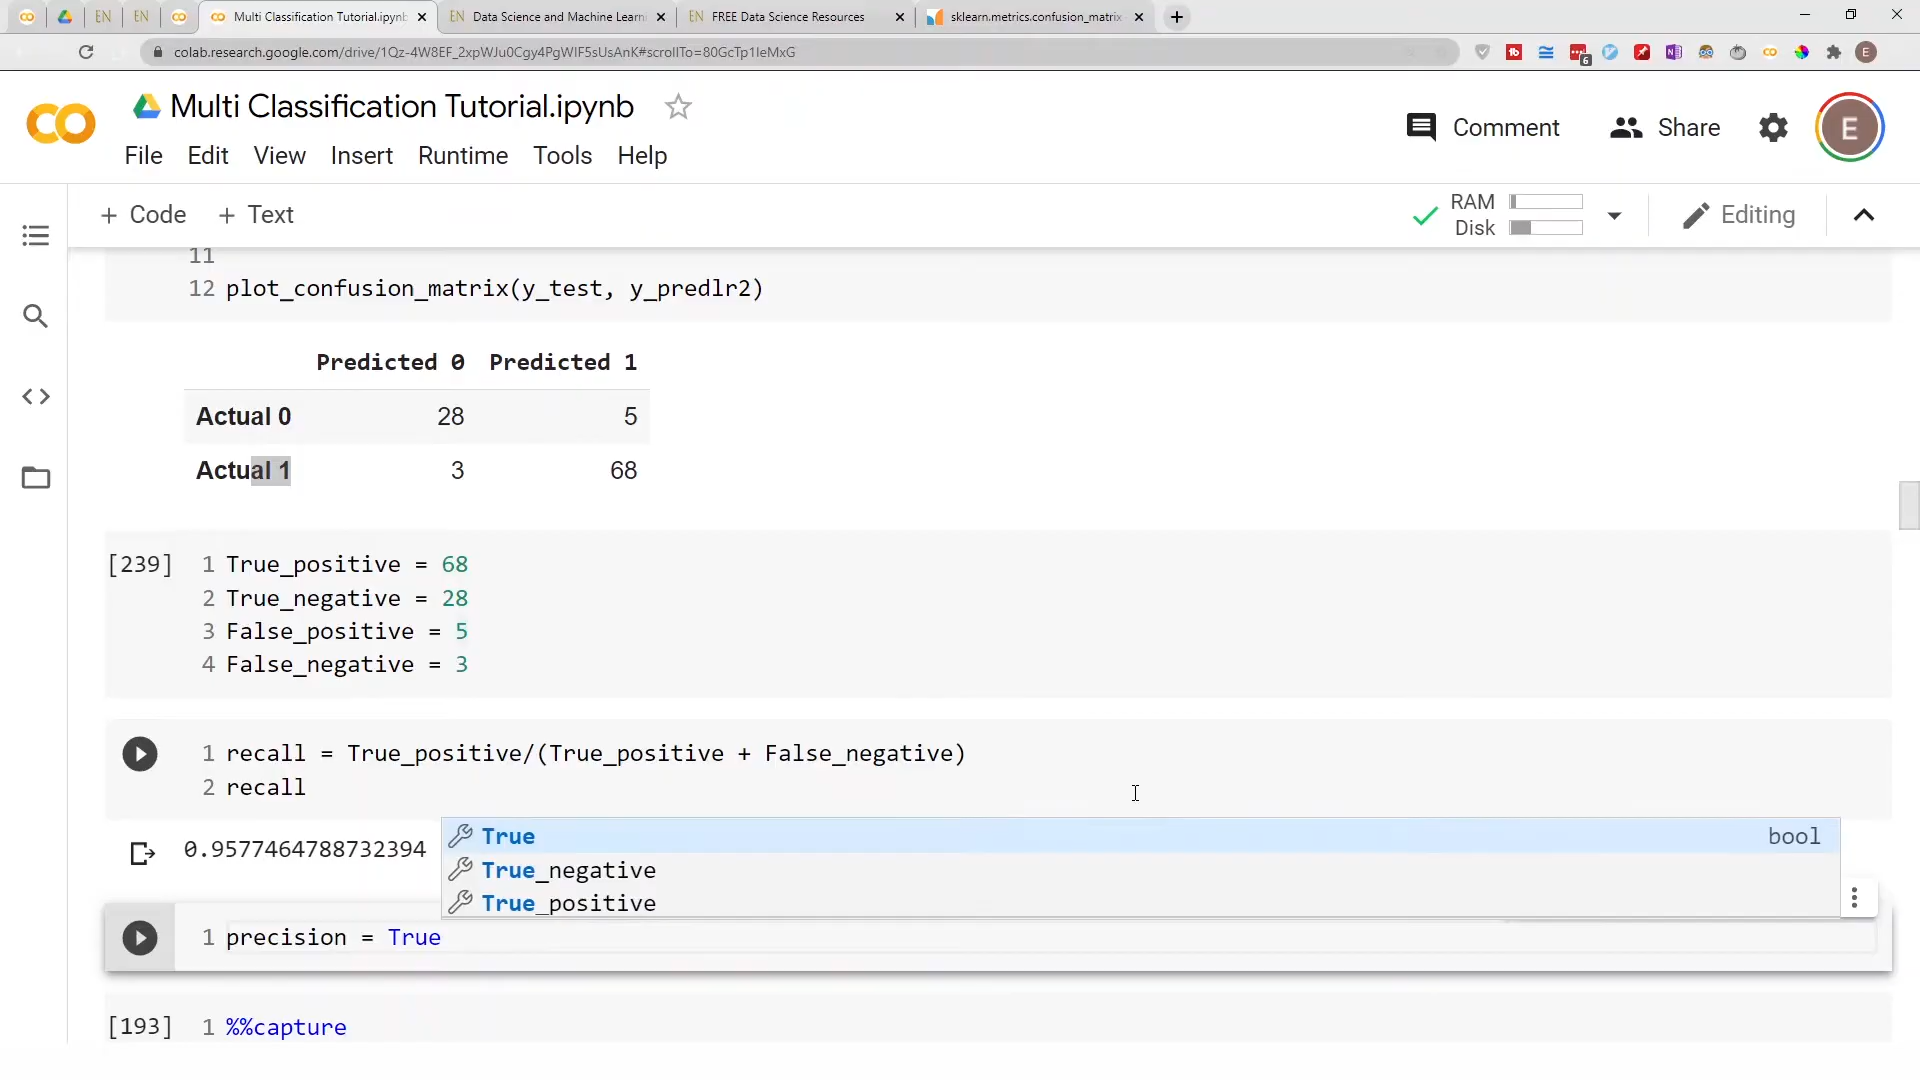 Multi Classification Tutorial.ipynb
Data Science and Machine Learn
FREE Data Science Resources
sklearn.metrics.confusion_matrix
colab.research.google.com/drive/1Qz-4W8EF_2xpWJu0Cgy4PgWIF5sUsAnK#scrollTo=80GcTp1IeMxG
Multi Classification Tutorial.ipynb
Comment
Share
E
File Edit View Insert Runtime Tools Help
+ Code + Text
RAM
Disk
Editing
11
12 plot_confusion_matrix(y_test, y_predlr2)
Predicted 0 Predicted 1
Actual 0 28 5
Actual 1 3 68
[239] 1 True_positive = 68
2 True_negative = 28
3 False_positive = 5
4 False_negative = 3
1 recall = True_positive/(True_positive + False_negative)
2 recall
0.9577464788732394
True bool
True_negative
True_positive
1 precision = True
[193] 1 %%capture